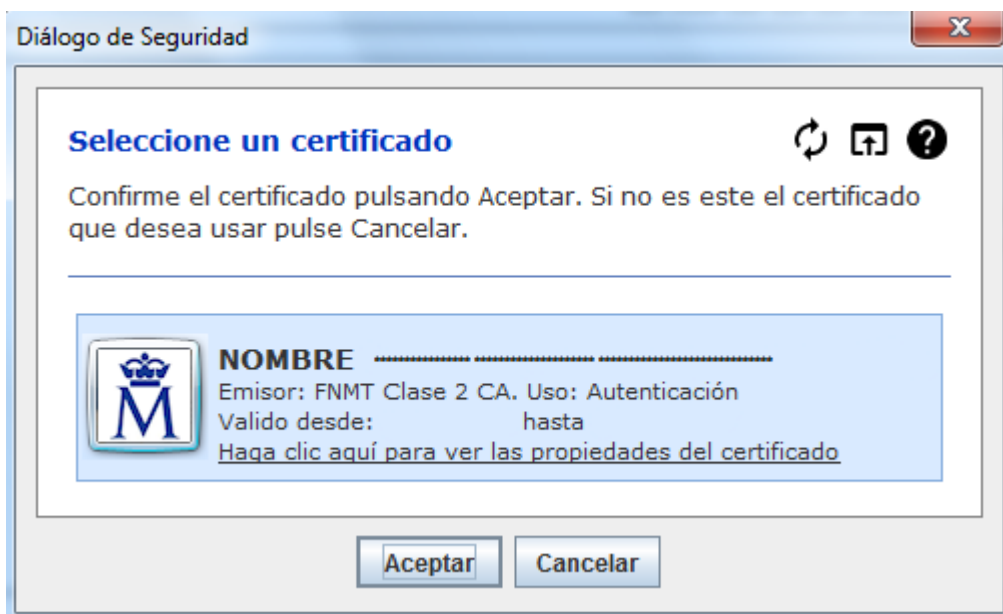 Diálogo de Seguridad
Seleccione un certificado
Confirme el certificado pulsando Aceptar. Si no es este el certificado
que desea usar pulse Cancelar.
NOMBRE
Emisor: FNMT Clase 2 CA. Uso: Autenticación
Valido desde: hasta
Haga clic aquí para ver las propiedades del certificado
M
Aceptar Cancelar